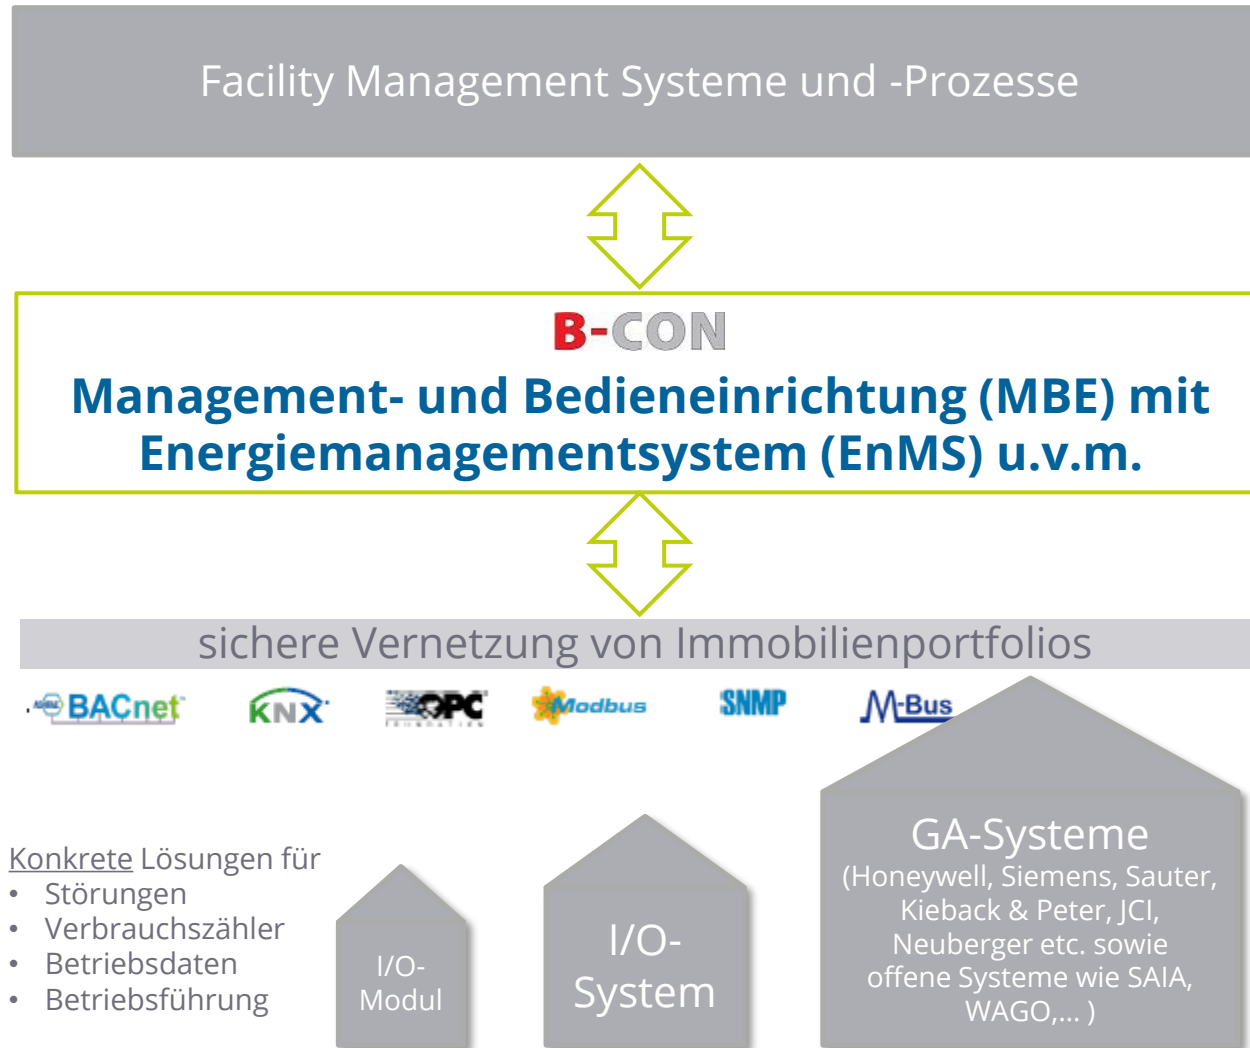 Facility Management Systeme und -Prozesse
B-CON
Management- und Bedieneinrichtung (MBE) mit
Energiemanagementsystem (EnMS) u.v.m.
sichere Vernetzung von Immobilienportfolios
BACnet KNX OPC Modbus SNMP M-Bus
FOUNDATION
Konkrete Lösungen für
• Störungen
• Verbrauchszähler
• Betriebsdaten
• Betriebsführung
I/O-
Modul
I/O-
System
GA-Systeme
(Honeywell, Siemens, Sauter,
Kieback & Peter, JCI,
Neuberger etc. sowie
offene Systeme wie SAIA,
WAGO,... )